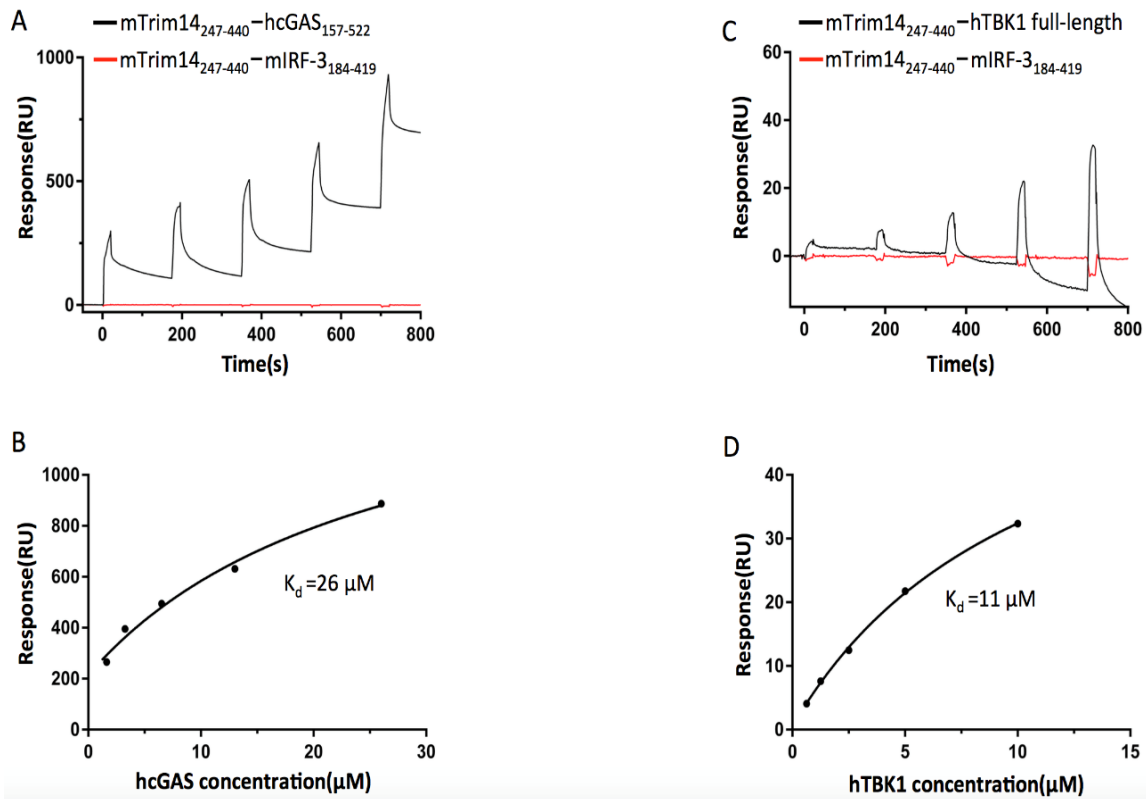 A
mTrim14247-440–hcGAS157-522
mTrim14247-440–mIRF-3184-419
1000
500
0
Response(RU)
0 200 400 600 800
Time(s)
C
mTrim14247-440–hTBK1 full-length
mTrim14247-440–mIRF-3184-419
60
40
20
0
Response(RU)
0 200 400 600 800
Time(s)
B
1000
800
600
400
200
0
Response(RU)
Kd =26 μM
0 10 20 30
hcGAS concentration(μM)
D
40
30
20
10
0
Response(RU)
Kd =11 μM
0 5 10 15
hTBK1 concentration(μM)